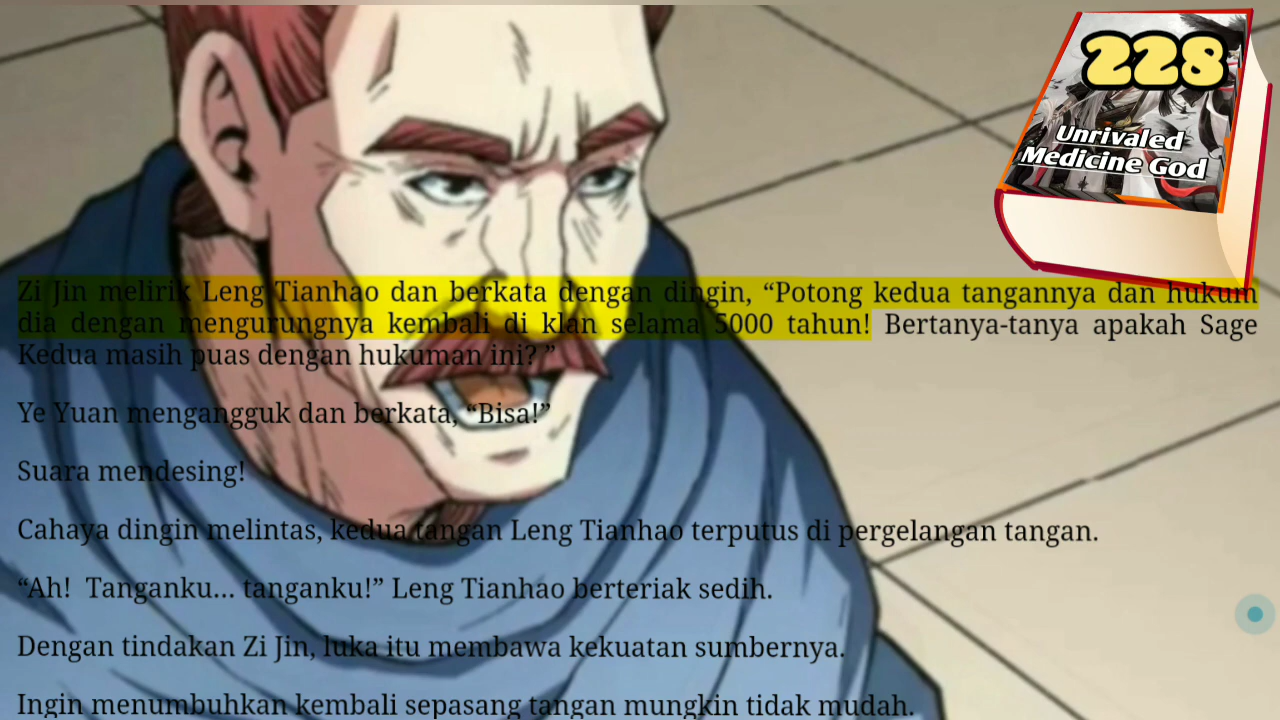 228
Unrivaled
Medicine God
Zi Jin melirik Leng Tianhao dan berkata dengan dingin, “Potong kedua tangannya dan hukum
dia dengan mengurungnya kembali di klan selama 5000 tahun! Bertanya-tanya apakah Sage
Kedua masih puas dengan hukuman ini? ”
Ye Yuan mengangguk dan berkata, “Bisa!”
Suara mendesing!
Cahaya dingin melintas, kedua tangan Leng Tianhao terputus di pergelangan tangan.
“Ah!  Tanganku... tanganku!” Leng Tianhao berteriak sedih.
Dengan tindakan Zi Jin, luka itu membawa kekuatan sumbernya.
Ingin menumbuhkan kembali sepasang tangan mungkin tidak mudah.